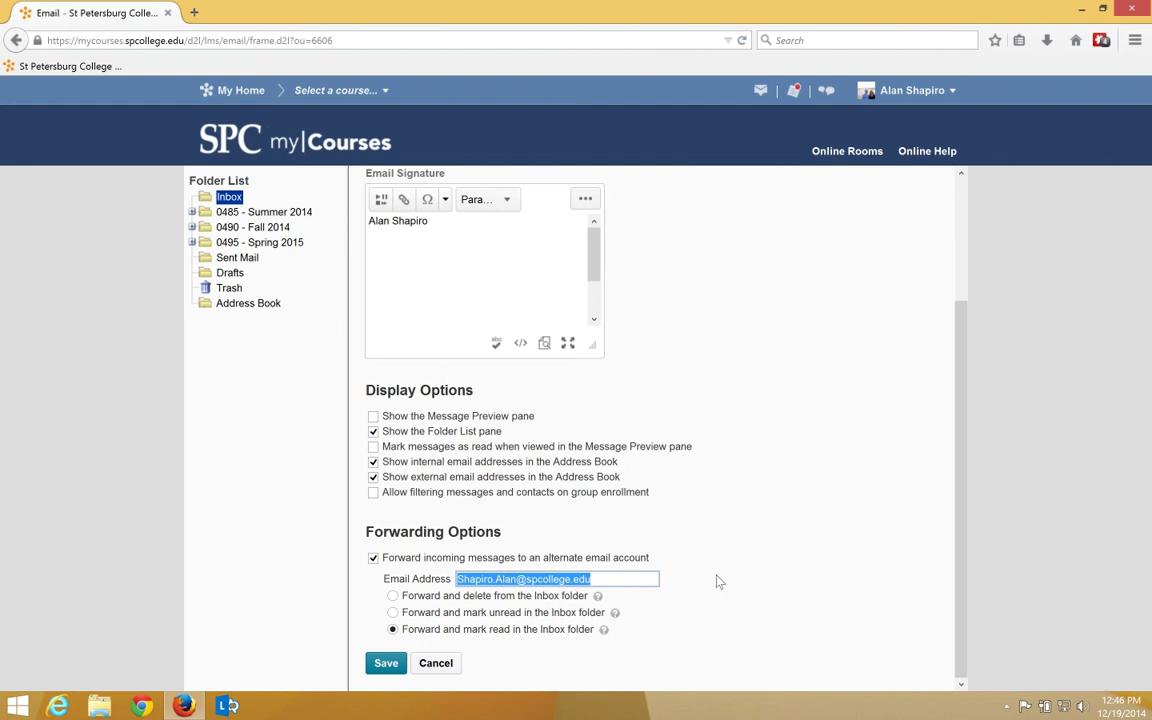 Email - St Petersburg Colle...
https://mycourses.spcollege.edu/d2l/lms/email/frame.d2l?ou=6606
Search
St Petersburg College ...
My Home
Select a course...
Alan Shapiro
SPC my|Courses
Online Rooms
Online Help
Folder List
Inbox
0485 - Summer 2014
0490 - Fall 2014
0495 - Spring 2015
Sent Mail
Drafts
Trash
Address Book
Email Signature
Para...
Alan Shapiro
Display Options
Show the Message Preview pane
Show the Folder List pane
Mark messages as read when viewed in the Message Preview pane
Show internal email addresses in the Address Book
Show external email addresses in the Address Book
Allow filtering messages and contacts on group enrollment
Forwarding Options
Forward incoming messages to an alternate email account
Email Address Shapiro.Alan@spcollege.edu
Forward and delete from the Inbox folder
Forward and mark unread in the Inbox folder
Forward and mark read in the Inbox folder
Save
Cancel
12:46 PM
12/19/2014